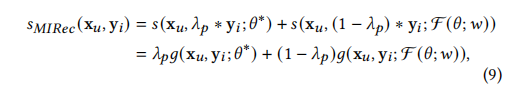 s_{MIRec}(x_u, y_i) = s(x_u, λ_p * y_i; θ*) + s(x_u, (1 − λ_p) * y_i; ℱ(θ; w))
= λ_p g(x_u, y_i; θ*) + (1 − λ_p)g(x_u, y_i; ℱ(θ; w)),
(9)